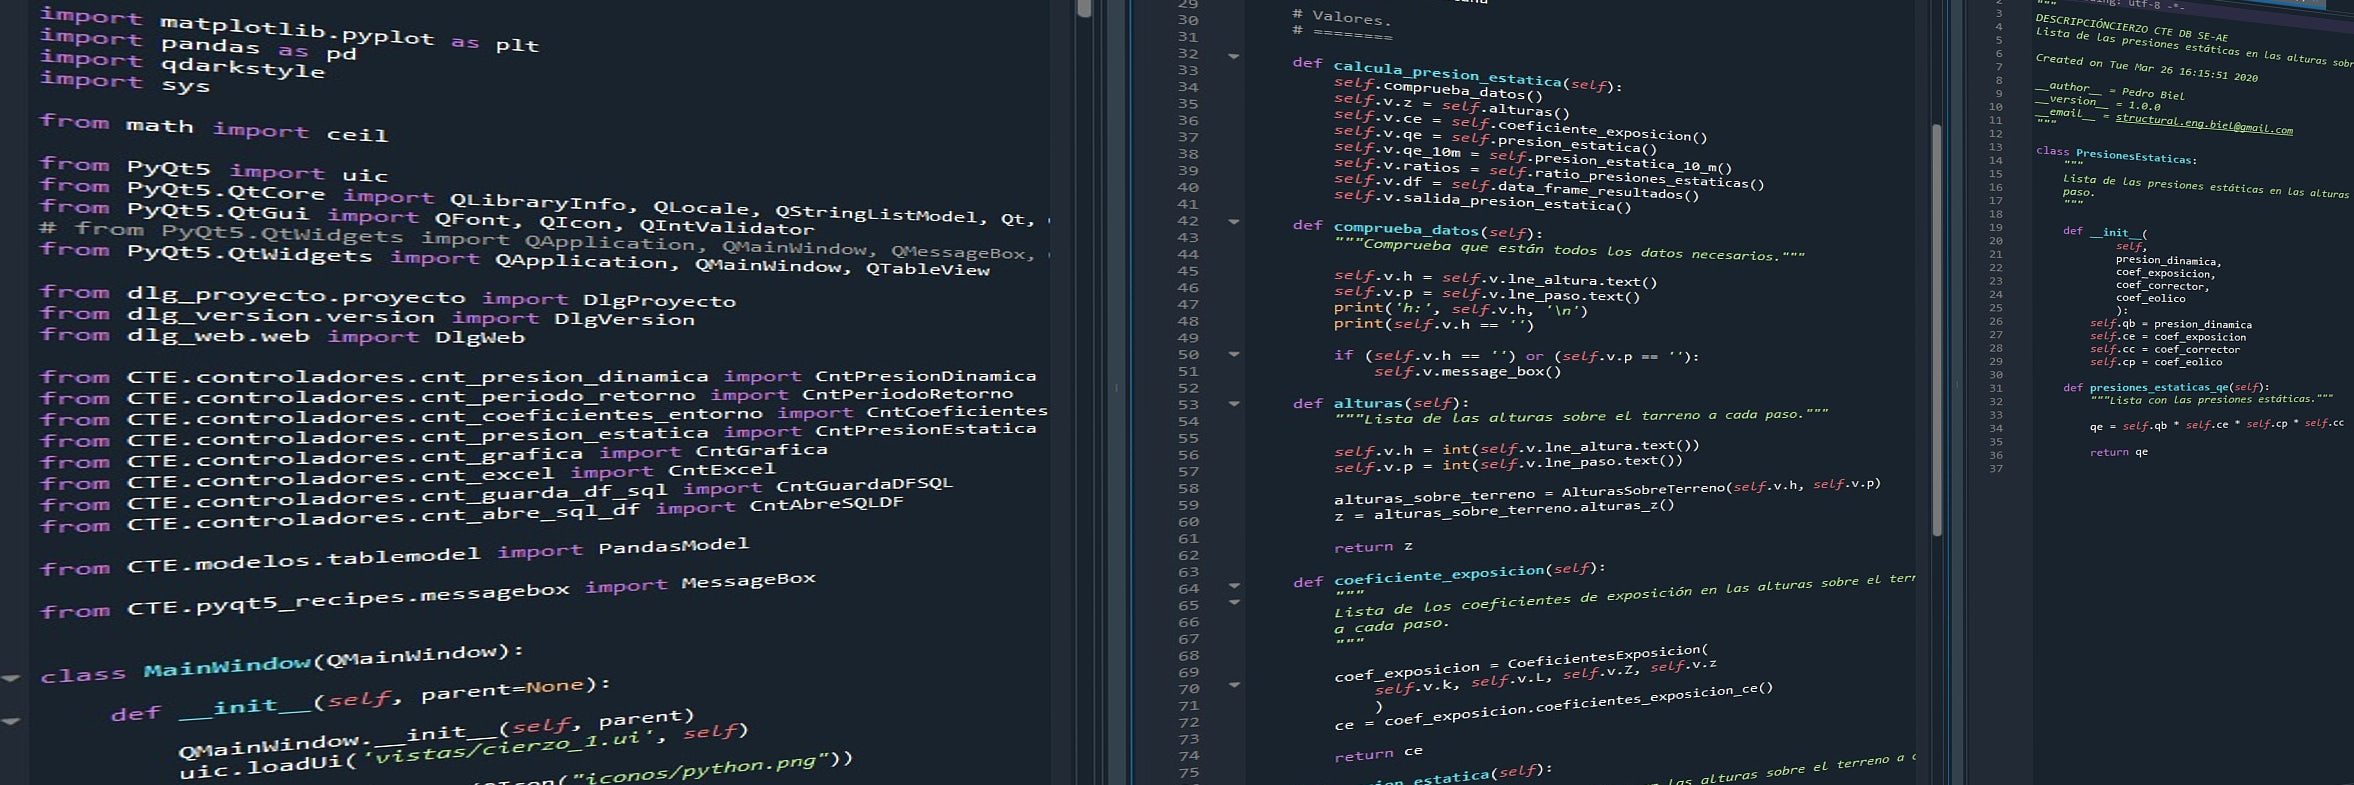 import matplotlib.pyplot as plt
import pandas as pd
import qdarkstyle
import sys
from math import ceil
from PyQt5 import uic
from PyQt5.QtCore import QLibraryInfo, QLocale, QStringListModel, Qt,
from PyQt5.QtGui import QFont, QIcon, QIntValidator
# from PyQt5.QtWidgets import QApplication, QMainWindow, QMessageBox,
from PyQt5.QtWidgets import QApplication, QMainWindow, QTableView
from dlg_proyecto.proyecto import DlgProyecto
from dlg_version.version import DlgVersion
from dlg_web.web import DlgWeb
from CTE.controladores.cnt_presion_dinamica import CntPresionDinamica
from CTE.controladores.cnt_periodo_retorno import CntPeriodoRetorno
from CTE.controladores.cnt_coeficientes_entorno import CntCoeficientes
from CTE.controladores.cnt_presion_estatica import CntPresionEstatica
from CTE.controladores.cnt_grafica import CntGrafica
from CTE.controladores.cnt_excel import CntExcel
from CTE.controladores.cnt_guarda_df_sql import CntGuardaDFSQL
from CTE.controladores.cnt_abre_sql_df import CntAbreSQLDF
from CTE.modelos.tablemodel import PandasModel
from CTE.pyqt5_recipes.messagebox import MessageBox
class MainWindow(QMainWindow):
def __init__(self, parent=None):
QMainWindow.__init__(self, parent)
uic.loadUi('vistas/cierzo_1.ui', self)
("iconos/python.png"))
29
30 # Valores.
31 # ========
32
33 def calcula_presion_estatica(self):
34 self.comprueba_datos()
35 self.v.z = self.alturas()
36 self.v.ce = self.coeficiente_exposicion()
37 self.v.qe = self.presion_estatica()
38 self.v.qe_10m = self.presion_estatica_10_m()
39 self.v.ratios = self.ratio_presiones_estaticas()
40 self.v.df = self.data_frame_resultados()
41 self.v.salida_presion_estatica()
42
43 def comprueba_datos(self):
44 """Comprueba que están todos los datos necesarios."""
45
46 self.v.h = self.v.lne_altura.text()
47 self.v.p = self.v.lne_paso.text()
48 print('h:', self.v.h, '\n')
49 print(self.v.h == '')
50
51 if (self.v.h == '') or (self.v.p == ''):
52 self.v.message_box()
53
54 def alturas(self):
55 """Lista de las alturas sobre el tarreno a cada paso."""
56 self.v.h = int(self.v.lne_altura.text())
57 self.v.p = int(self.v.lne_paso.text())
58
59 alturas_sobre_terreno = AlturasSobreTerreno(self.v.h, self.v.p)
60 z = alturas_sobre_terreno.alturas_z()
61
62 return z
63
64 def coeficiente_exposicion(self):
65 """
66 Lista de los coeficientes de exposición en las alturas sobre el terr
67 a cada paso.
68 """
69 coef_exposicion = CoeficientesExposicion(
70 self.v.k, self.v.L, self.v.Z, self.v.z
71 )
72 ce = coef_exposicion.coeficientes_exposicion_ce()
73
74 return ce
75
estatica(self):
las alturas sobre el terreno a
2 utf-8 -*-
3 """
4 DESCRIPCIÓNCIERZO CTE DB SE-AE
5 Lista de las presiones estáticas en las alturas sobr
6
7 Created on Tue Mar 26 16:15:51 2020
8
9 __author__ = Pedro Biel
10 __version__ = 1.0.0
11 __email__ = structural.eng.biel@gmail.com
12 """
13
14 class PresionesEstaticas:
15 """
16 Lista de las presiones estáticas en las alturas
17 paso.
18 """
19
20 def __init__(
21 self,
22 presion_dinamica,
23 coef_exposicion,
24 coef_corrector,
25 coef_eolico
26 ):
27 self.qb = presion_dinamica
28 self.ce = coef_exposicion
29 self.cc = coef_corrector
30 self.cp = coef_eolico
31
32 def presiones_estaticas_qe(self):
33 """Lista con las presiones estáticas."""
34
35 qe = self.qb * self.ce * self.cp * self.cc
36
37 return qe